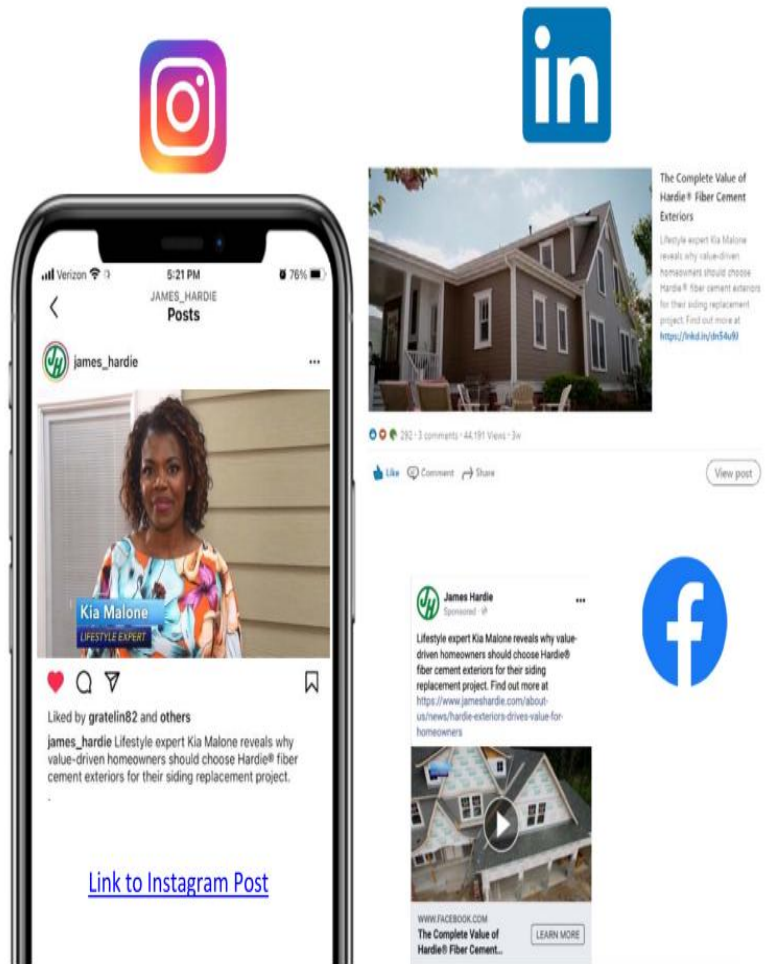 in
Verizon
5:21 PM
76%
JAMES_HARDIE
Posts
JH james_hardie
Kia Malone
LIFESTYLE EXPERT
Liked by gratelin82 and others
james_hardie Lifestyle expert Kia Malone reveals why
value-driven homeowners should choose Hardie® fiber
cement exteriors for their siding replacement project.
.
Link to Instagram Post
The Complete Value of
Hardie® Fiber Cement
Exteriors
Lifestyle expert Kia Malone
reveals why value-driven
homeowners should choose
Hardie® fiber cement exteriors
for their siding replacement
project. Find out more at
https://lnkd.in/dn54u9J
292 · 3 comments · 44,191 Views · 3w
Like Comment Share
View post
JH James Hardie
Sponsored ·
Lifestyle expert Kia Malone reveals why value-
driven homeowners should choose Hardie®
fiber cement exteriors for their siding
replacement project. Find out more at
https://www.jameshardie.com/about-
us/news/hardie-exteriors-drives-value-for-
homeowners
WWW.FACEBOOK.COM
The Complete Value of
Hardie® Fiber Cement...
LEARN MORE
f